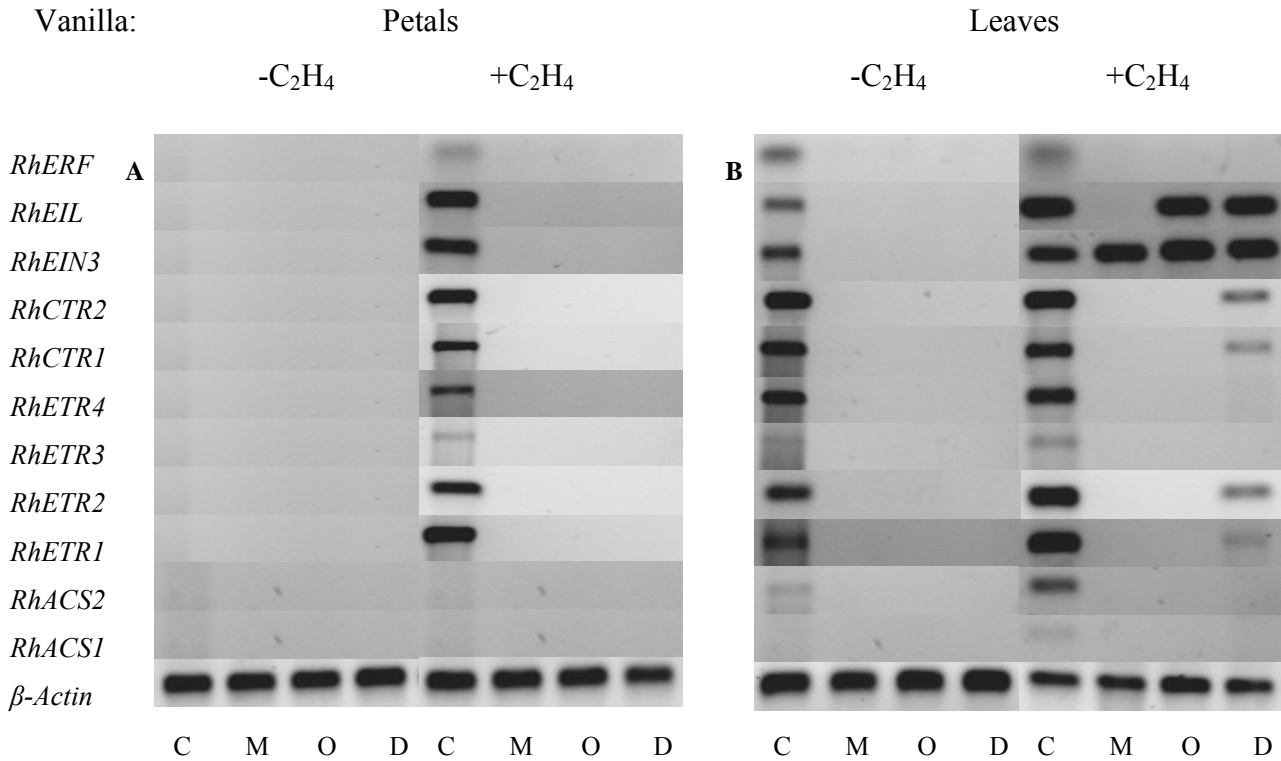 Vanilla: Petals Leaves
-C₂H₄ +C₂H₄ -C₂H₄ +C₂H₄
RhERF A B
RhEIL
RhEIN3
RhCTR2
RhCTR1
RhETR4
RhETR3
RhETR2
RhETR1
RhACS2
RhACS1
β-Actin
C M O D C M O D C M O D C M O D